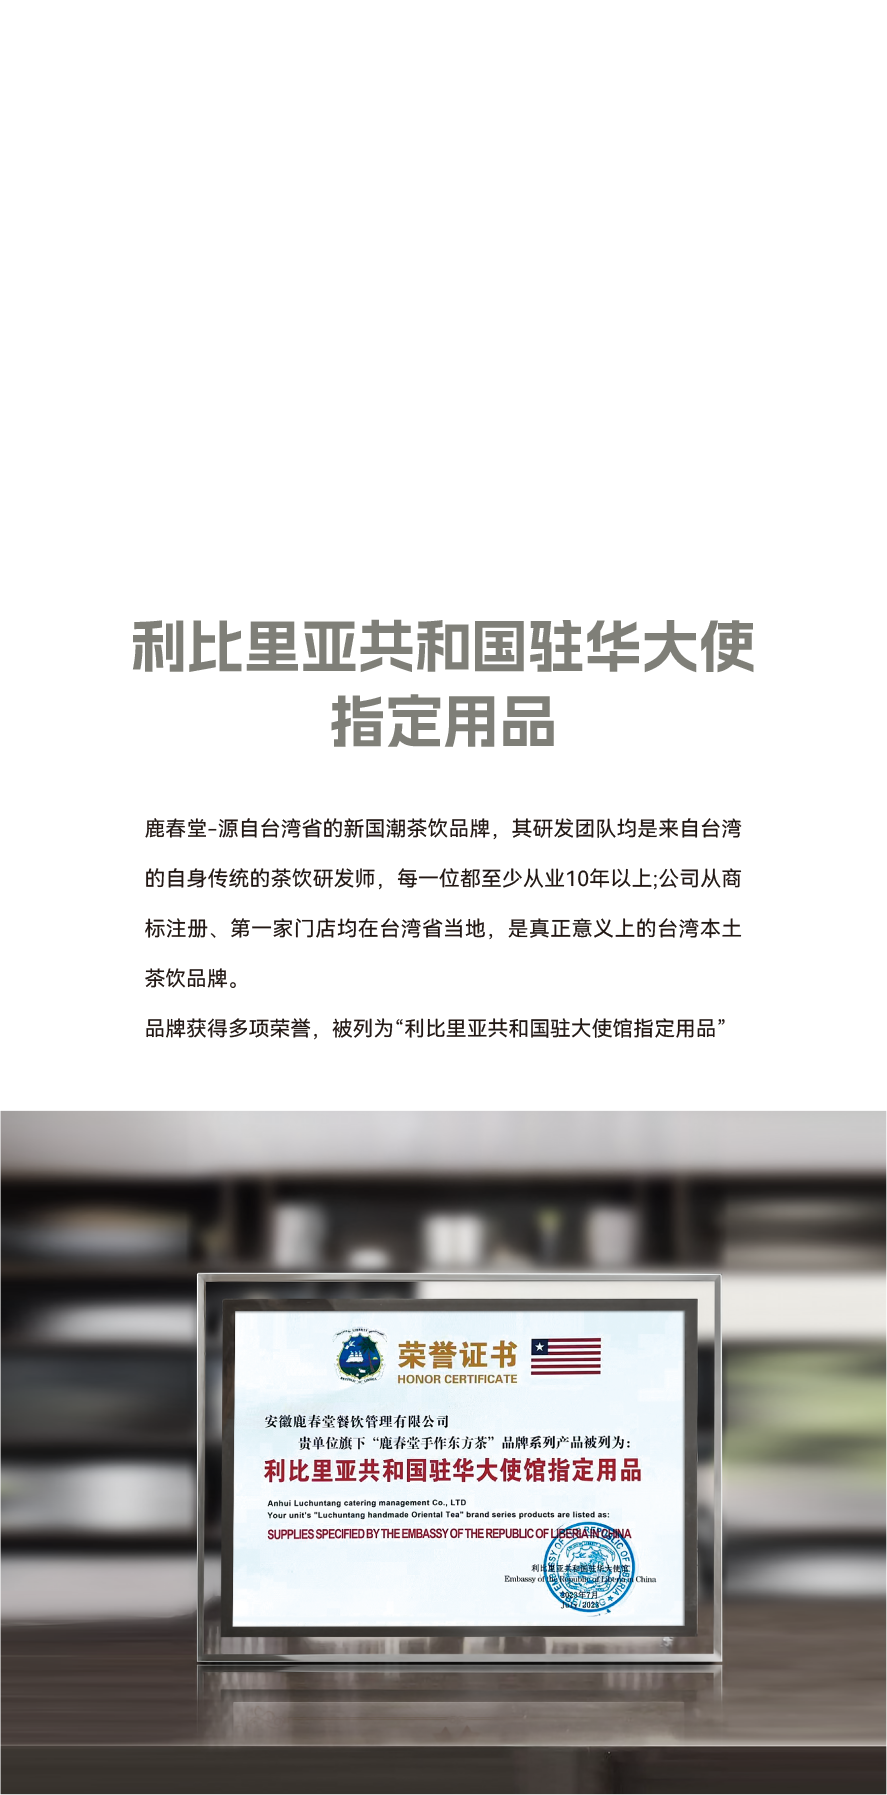 利比里亚共和国驻华大使
指定用品
鹿春堂-源自台湾省的新国潮茶饮品牌，其研发团队均是来自台湾
的自身传统的茶饮研发师，每一位都至少从业10年以上;公司从商
标注册、第一家门店均在台湾省当地，是真正意义上的台湾本土
茶饮品牌。
品牌获得多项荣誉，被列为“利比里亚共和国驻大使馆指定用品”
荣誉证书
HONOR CERTIFICATE
安徽鹿春堂餐饮管理有限公司
贵单位旗下“鹿春堂手作东方茶”品牌系列产品被列为：
利比里亚共和国驻华大使馆指定用品
Anhui Luchuntang catering management Co., LTD
Your unit's "Luchuntang handmade Oriental Tea" brand series products are listed as:
SUPPLIES SPECIFIED BY THE EMBASSY OF THE REPUBLIC OF LIBERIA IN CHINA
利比里亚共和国驻华大使馆
Embassy of the Republic of Liberia in China
2023年7月